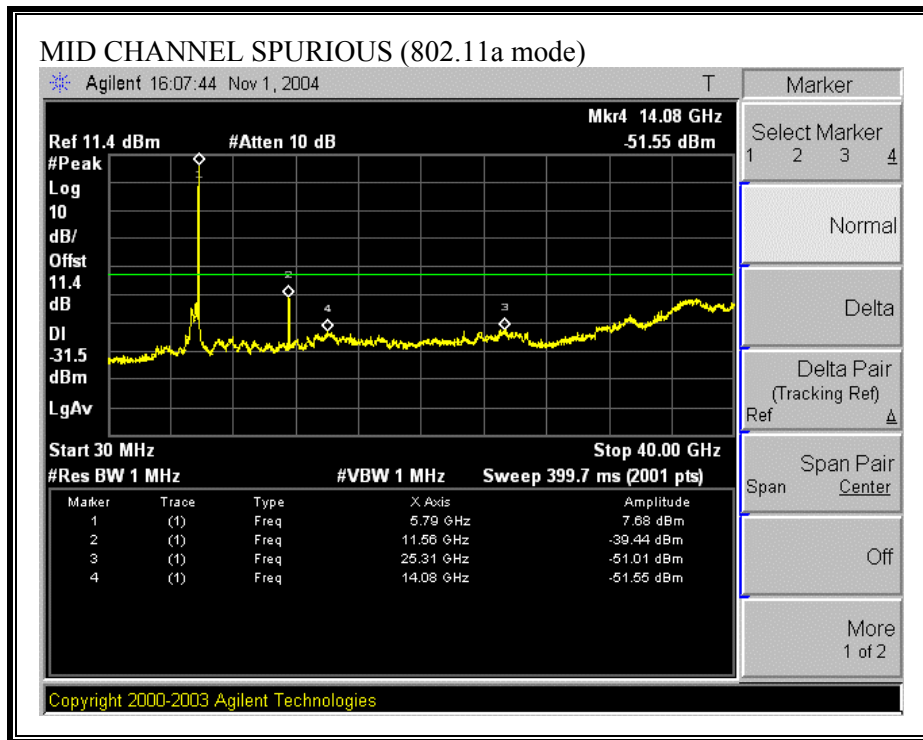 MID CHANNEL SPURIOUS (802.11a mode)
Agilent 16:07:44 Nov 1, 2004 T
Mkr4 14.08 GHz
Ref 11.4 dBm #Atten 10 dB -51.55 dBm
#Peak
Log
10
dB/
Offst
11.4
dB
DI
-31.5
dBm
LgAv
1
2
4
3
Start 30 MHz Stop 40.00 GHz
#Res BW 1 MHz #VBW 1 MHz Sweep 399.7 ms (2001 pts)
Marker Trace Type X Axis Amplitude
1 (1) Freq 5.79 GHz 7.68 dBm
2 (1) Freq 11.56 GHz -39.44 dBm
3 (1) Freq 25.31 GHz -51.01 dBm
4 (1) Freq 14.08 GHz -51.55 dBm
Copyright 2000-2003 Agilent Technologies
Marker
Select Marker
1 2 3 4
Normal
Delta
Delta Pair
(Tracking Ref)
Ref Δ
Span Pair
Span Center
Off
More
1 of 2